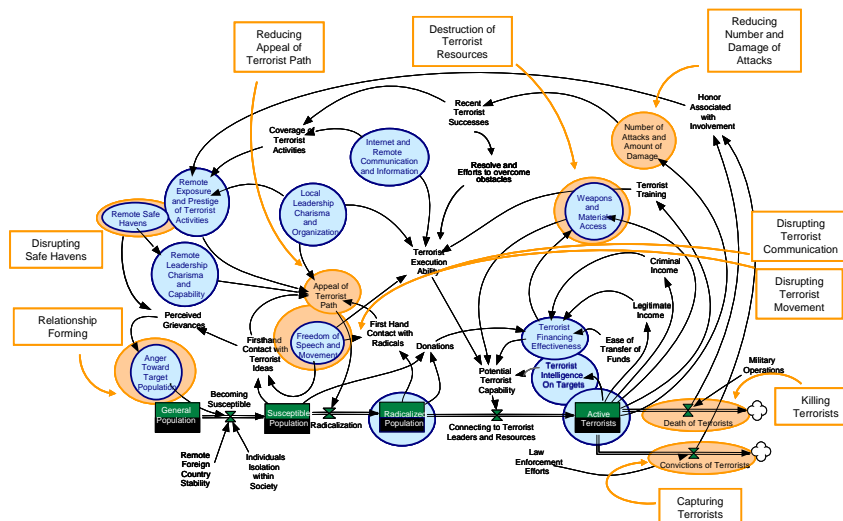 Reducing
Appeal of
Terrorist Path
Destruction of
Terrorist
Resources
Reducing
Number and
Damage of
Attacks
Honor
Associated
with
Involvement
Recent
Terrorist
Successes
Coverage of
Terrorist
Activities
Internet and
Remote
Communication
and Information
Number of
Attacks and
Amount of
Damage
Resolve and
Efforts to overcome
obstacles
Remote
Exposure
and Prestige
of Terrorist
Activities
Local
Leadership
Charisma
and
Organization
Weapons
and
Materials
Access
Terrorist
Training
Remote Safe
Havens
Disrupting
Safe Havens
Disrupting
Terrorist
Communication
Remote
Leadership
Charisma
and
Capability
Terrorist
Execution
Ability
Criminal
Income
Disrupting
Terrorist
Movement
Appeal of
Terrorist
Path
Legitimate
Income
Relationship
Forming
Perceived
Grievances
Firsthand
Contact with
Terrorist
Ideas
Freedom of
Speech and
Movement
First Hand
Contact with
Radicals
Donations
Terrorist
Financing
Effectiveness
Ease of
Transfer of
Funds
Anger
Toward
Target
Population
Potential
Terrorist
Capability
Terrorist
Intelligence
On Targets
Military
Operations
Becoming
Susceptible
General
Population
Susceptible
Population
Radicalization
Radicalized
Population
Connecting to Terrorist
Leaders and Resources
Active
Terrorists
Death of Terrorists
Killing
Terrorists
Remote
Foreign
Country
Stability
Individuals
Isolation
within
Society
Law
Enforcement
Efforts
Convictions of Terrorists
Capturing
Terrorists